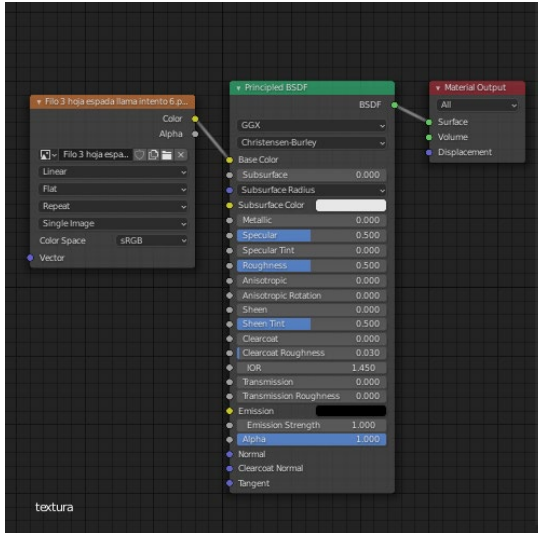 Filo 3 hoja espada llama intento 6.p...
Color
Alpha
Filo 3 hoja espa...
Linear
Flat
Repeat
Single Image
Color Space sRGB
Vector
Principled BSDF
BSDF
GGX
Christensen-Burley
Base Color
Subsurface 0.000
Subsurface Radius
Subsurface Color
Metallic 0.000
Specular 0.500
Specular Tint 0.000
Roughness 0.500
Anisotropic 0.000
Anisotropic Rotation 0.000
Sheen 0.000
Sheen Tint 0.500
Clearcoat 0.000
Clearcoat Roughness 0.030
IOR 1.450
Transmission 0.000
Transmission Roughness 0.000
Emission
Emission Strength 1.000
Alpha 1.000
Normal
Clearcoat Normal
Tangent
Material Output
All
Surface
Volume
Displacement
textura